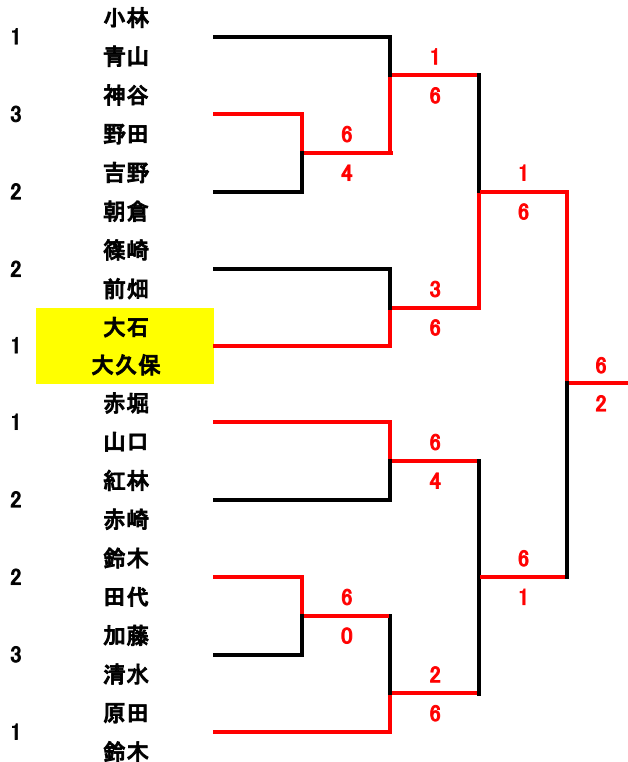 小林
1
青山
1
神谷
6
3
野田
6
吉野
4
1
2
朝倉
6
篠崎
2
前畑
3
大石
6
1
大久保
6
赤堀
2
1
山口
6
紅林
4
2
赤崎
鈴木
6
2
田代
6
1
加藤
0
3
清水
2
原田
6
1
鈴木